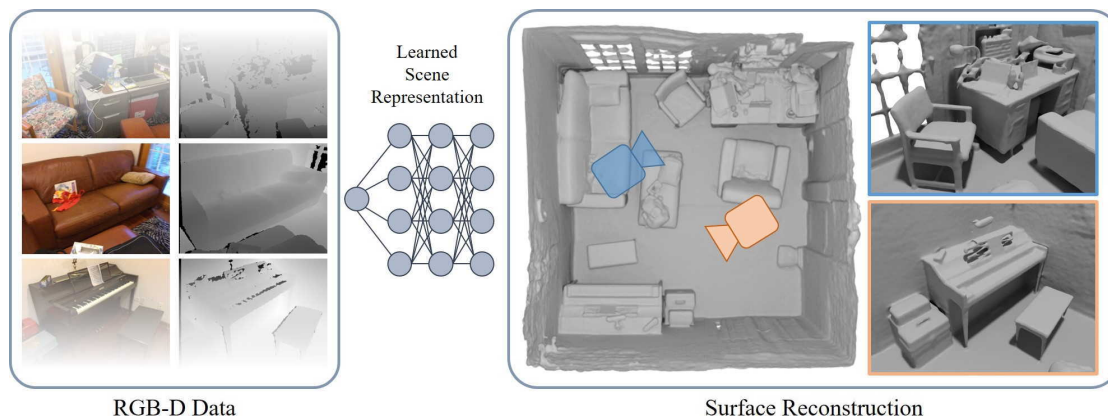 Learned
Scene
Representation
RGB-D Data
Surface Reconstruction